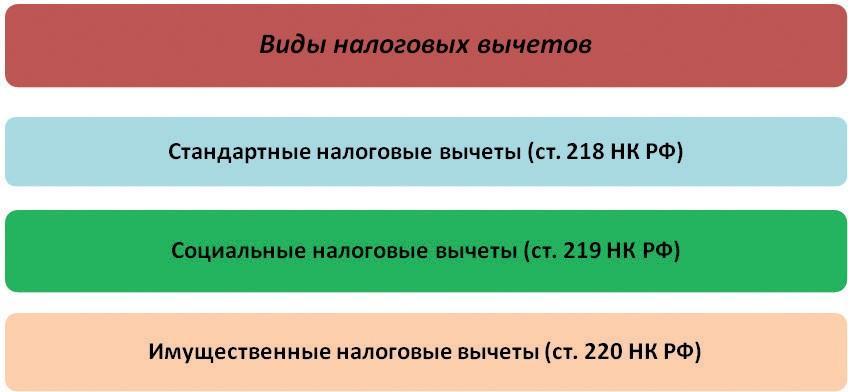 Виды налоговых вычетов
Стандартные налоговые вычеты (ст. 218 НК РФ)
Социальные налоговые вычеты (ст. 219 НК РФ)
Имущественные налоговые вычеты (ст. 220 НК РФ)